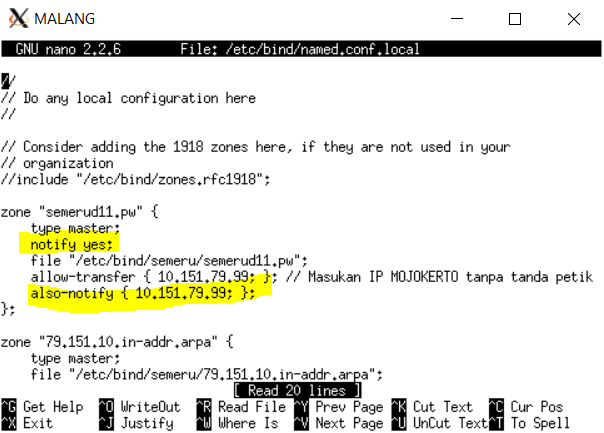 MALANG
GNU nano 2.2.6 File: /etc/bind/named.conf.local
//
// Do any local configuration here
//
// Consider adding the 1918 zones here, if they are not used in your
// organization
//include "/etc/bind/zones.rfc1918";
zone "semerud11.pw" {
type master;
notify yes;
file "/etc/bind/semeru/semerud11.pw";
allow-transfer { 10.151.79.99; }; // Masukan IP MOJOKERTO tanpa tanda petik
also-notify { 10.151.79.99; };
};
zone "79.151.10.in-addr.arpa" {
type master;
file "/etc/bind/semeru/79.151.10.in-addr.arpa";
[ Read 20 lines ]
^G Get Help ^O WriteOut ^R Read File ^Y Prev Page ^K Cut Text ^C Cur Pos
^X Exit ^J Justify ^W Where Is ^V Next Page ^U UnCut Text ^T To Spell